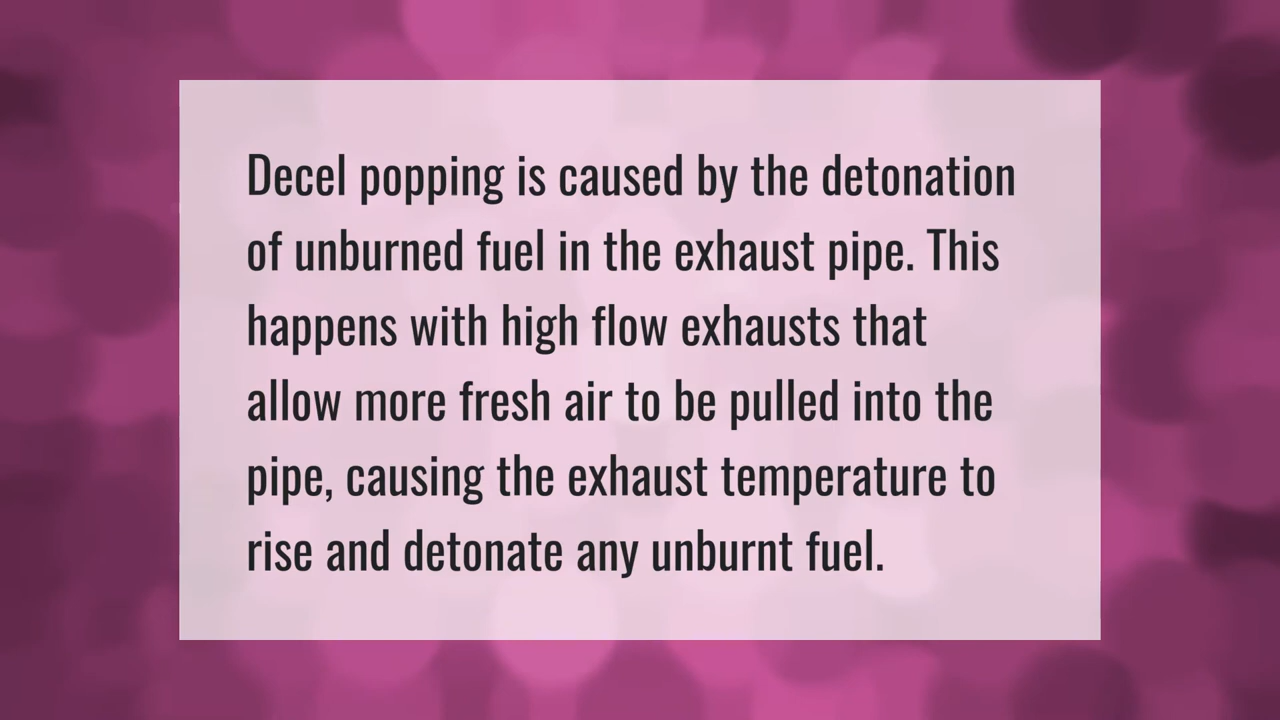 Decel popping is caused by the detonation
of unburned fuel in the exhaust pipe. This
happens with high flow exhausts that
allow more fresh air to be pulled into the
pipe, causing the exhaust temperature to
rise and detonate any unburnt fuel.